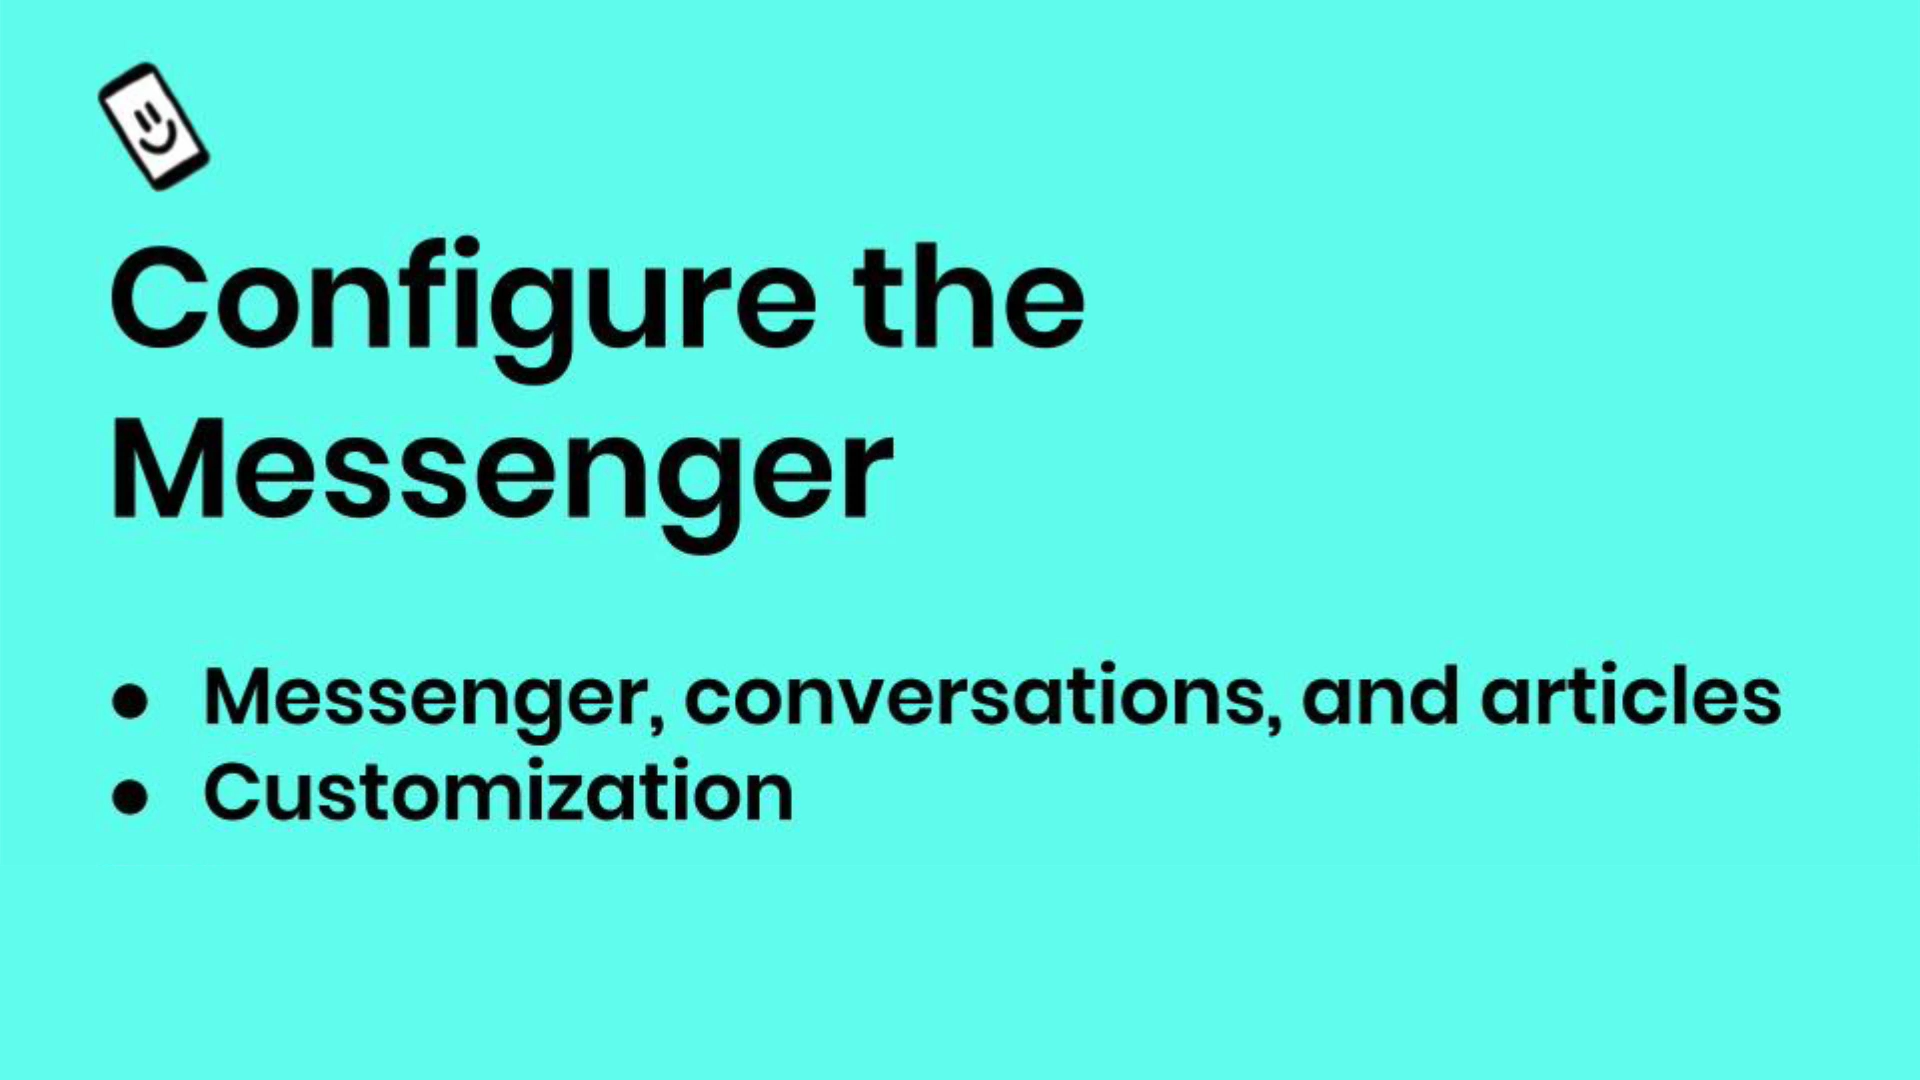 Configure the
Messenger
● Messenger, conversations, and articles
● Customization